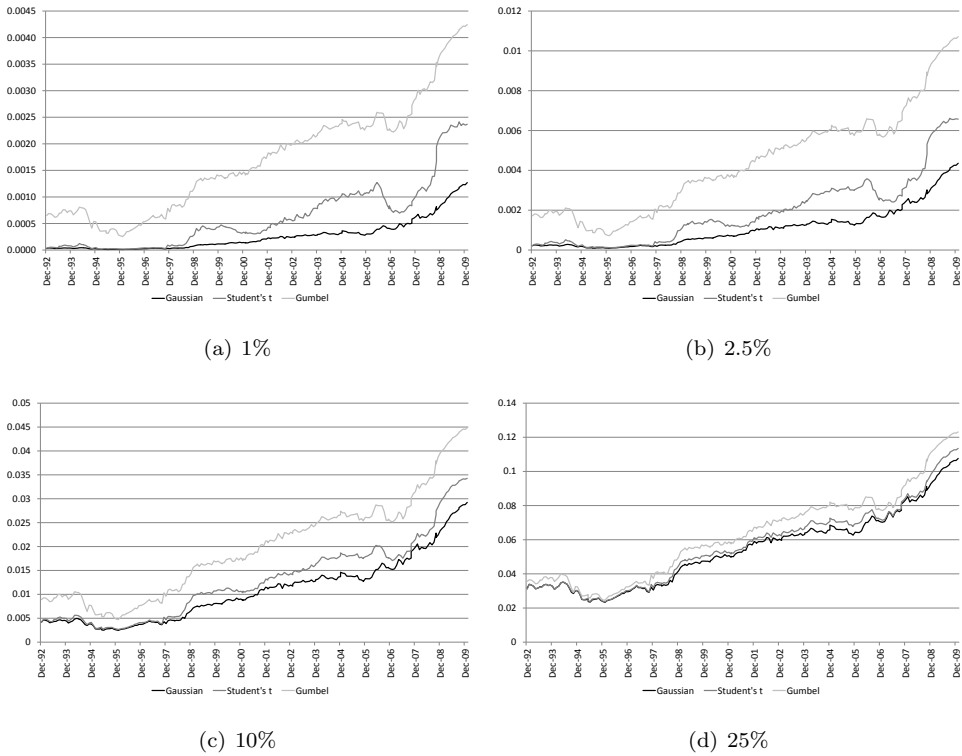 0.0045
0.0040
0.0035
0.0030
0.0025
0.0020
0.0015
0.0010
0.0005
0.0000
Dec-92
Dec-93
Dec-94
Dec-95
Dec-96
Dec-97
Dec-98
Dec-99
Dec-00
Dec-01
Dec-02
Dec-03
Dec-04
Dec-05
Dec-06
Dec-07
Dec-08
Dec-09
Gaussian Student's t Gumbel
(a) 1%
0.012
0.01
0.008
0.006
0.004
0.002
0
Dec-92
Dec-93
Dec-94
Dec-95
Dec-96
Dec-97
Dec-98
Dec-99
Dec-00
Dec-01
Dec-02
Dec-03
Dec-04
Dec-05
Dec-06
Dec-07
Dec-08
Dec-09
Gaussian Student's t Gumbel
(b) 2.5%
0.05
0.045
0.04
0.035
0.03
0.025
0.02
0.015
0.01
0.005
0
Dec-92
Dec-93
Dec-94
Dec-95
Dec-96
Dec-97
Dec-98
Dec-99
Dec-00
Dec-01
Dec-02
Dec-03
Dec-04
Dec-05
Dec-06
Dec-07
Dec-08
Dec-09
Gaussian Student's t Gumbel
(c) 10%
0.14
0.12
0.1
0.08
0.06
0.04
0.02
0
Dec-92
Dec-93
Dec-94
Dec-95
Dec-96
Dec-97
Dec-98
Dec-99
Dec-00
Dec-01
Dec-02
Dec-03
Dec-04
Dec-05
Dec-06
Dec-07
Dec-08
Dec-09
Gaussian Student's t Gumbel
(d) 25%